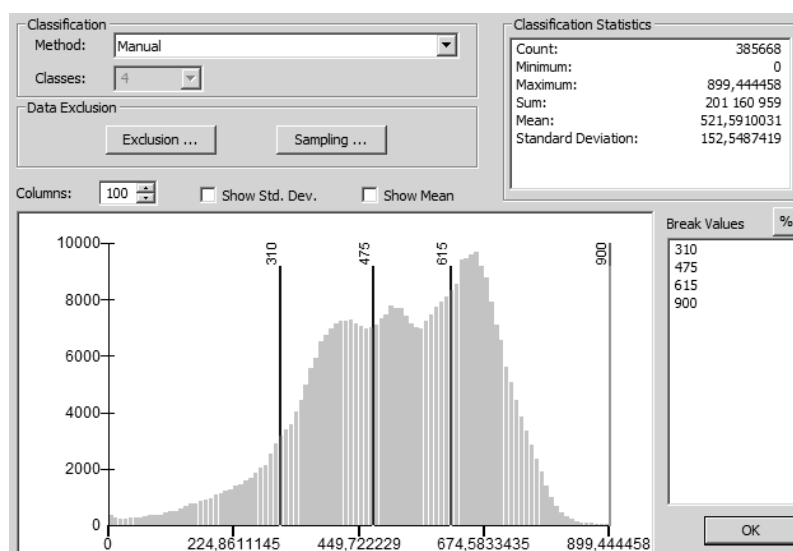 Classification
Method: Manual
Classes: 4
Data Exclusion
Exclusion ...
Sampling ...
Columns: 100
Show Std. Dev.
Show Mean
Classification Statistics
Count: 385668
Minimum: 0
Maximum: 899,444458
Sum: 201 160 959
Mean: 521,5910031
Standard Deviation: 152,5487419
10000
8000
6000
4000
2000
0
310
475
615
900
0 224,8611145 449,722229 674,5833435 899,444458
Break Values %
310
475
615
900
OK